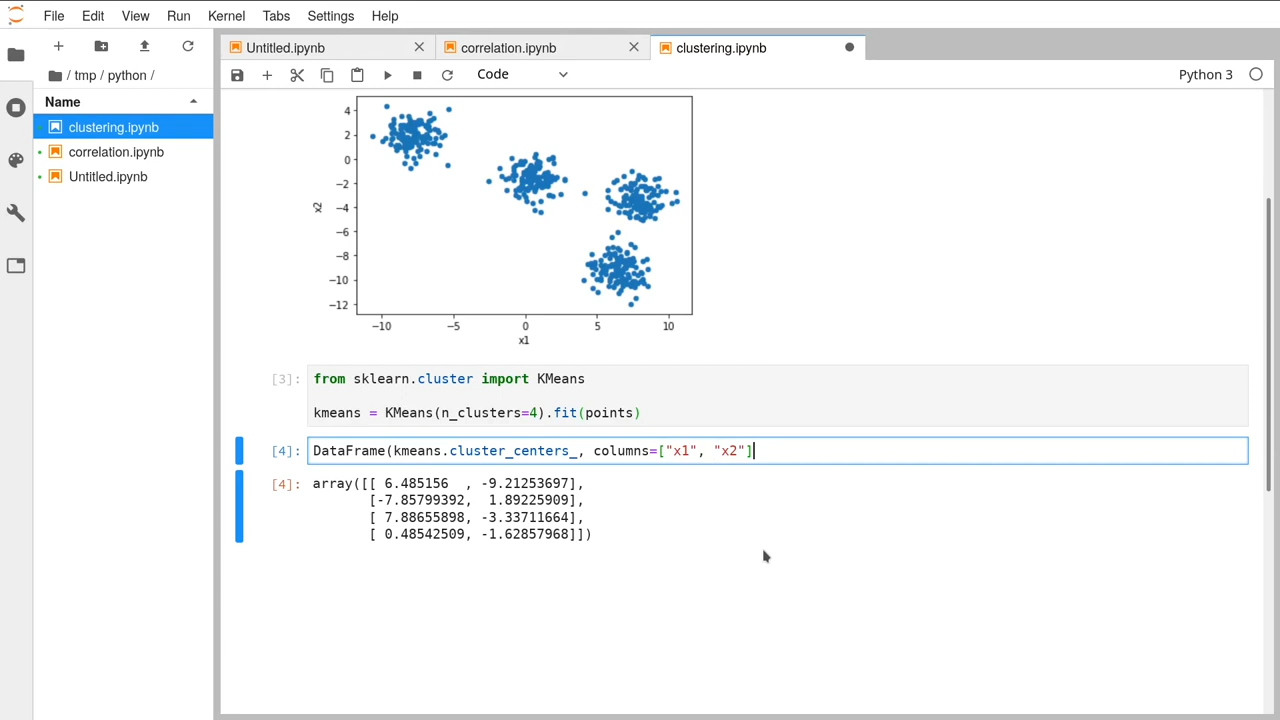 File Edit View Run Kernel Tabs Settings Help
Untitled.ipynb correlation.ipynb clustering.ipynb
/ tmp / python /
Code Python 3
Name
clustering.ipynb
correlation.ipynb
Untitled.ipynb
4
2
0
−2
−4
−6
−8
−10
−12
x2
−10 −5 0 5 10
x1
[3]: from sklearn.cluster import KMeans
kmeans = KMeans(n_clusters=4).fit(points)
[4]: DataFrame(kmeans.cluster_centers_, columns=["x1", "x2"]
[4]: array([[ 6.485156  , -9.21253697],
[-7.85799392,  1.89225909],
[ 7.88655898, -3.33711664],
[ 0.48542509, -1.62857968]])